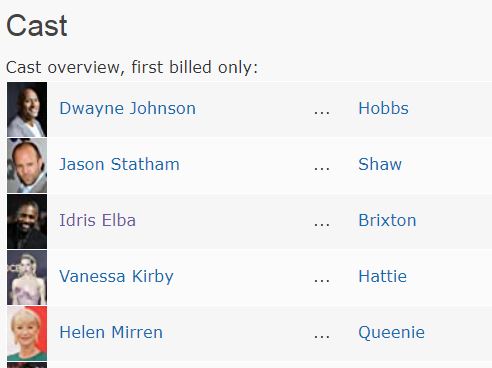 Cast
Cast overview, first billed only:
Dwayne Johnson ... Hobbs
Jason Statham ... Shaw
Idris Elba ... Brixton
Vanessa Kirby ... Hattie
Helen Mirren ... Queenie